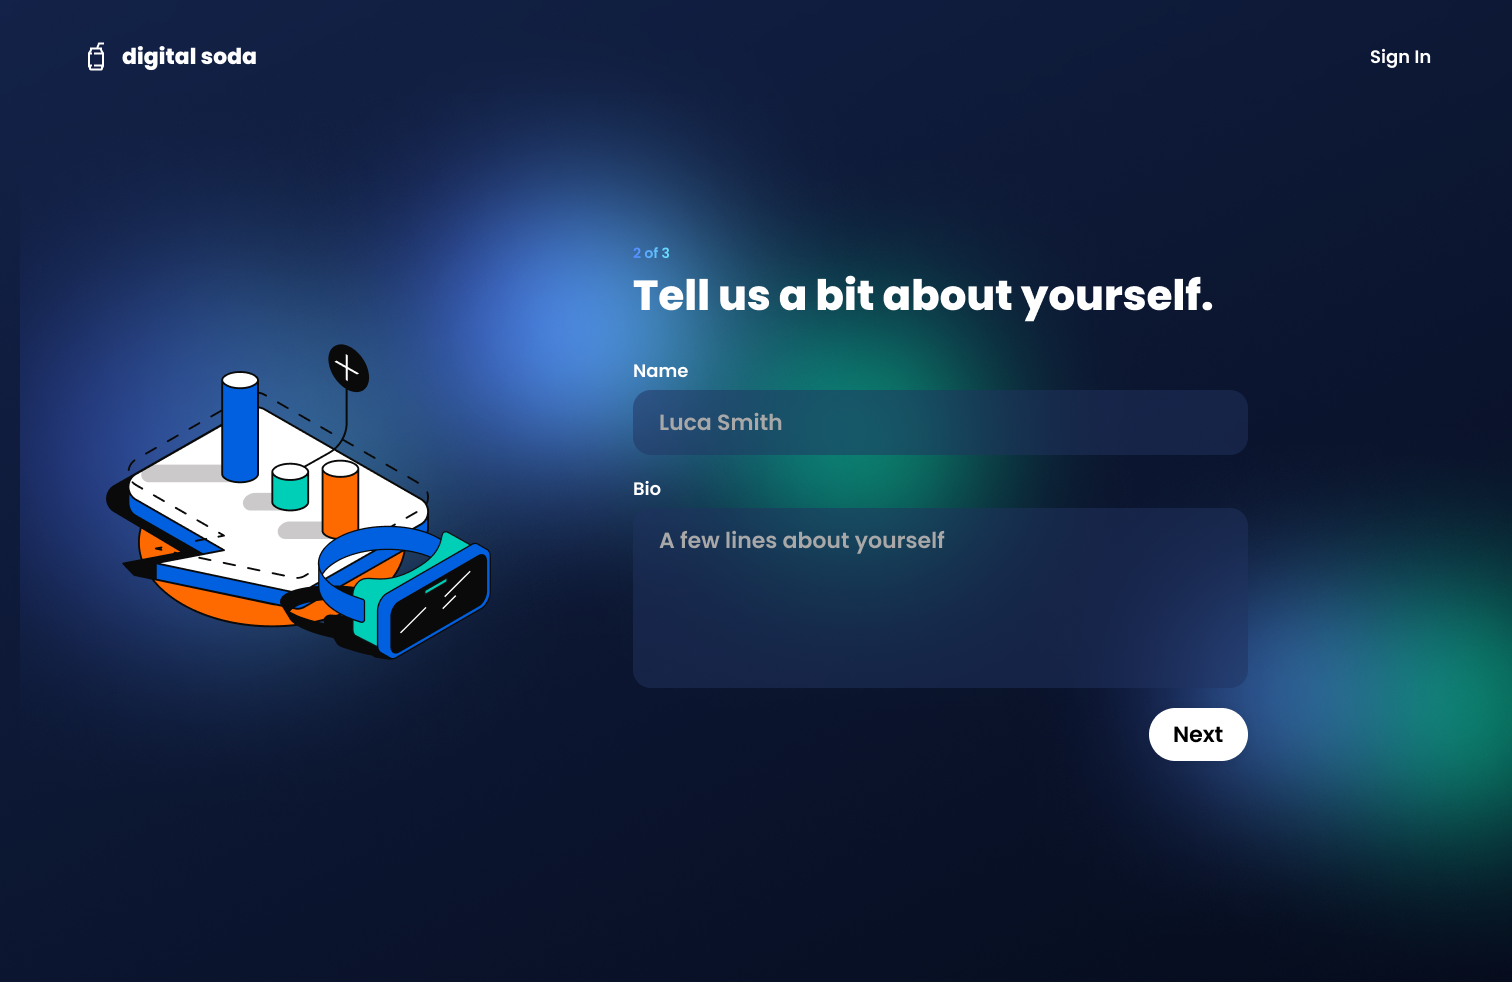 digital soda
Sign In
2 of 3
Tell us a bit about yourself.
Name
Luca Smith
Bio
A few lines about yourself
Next